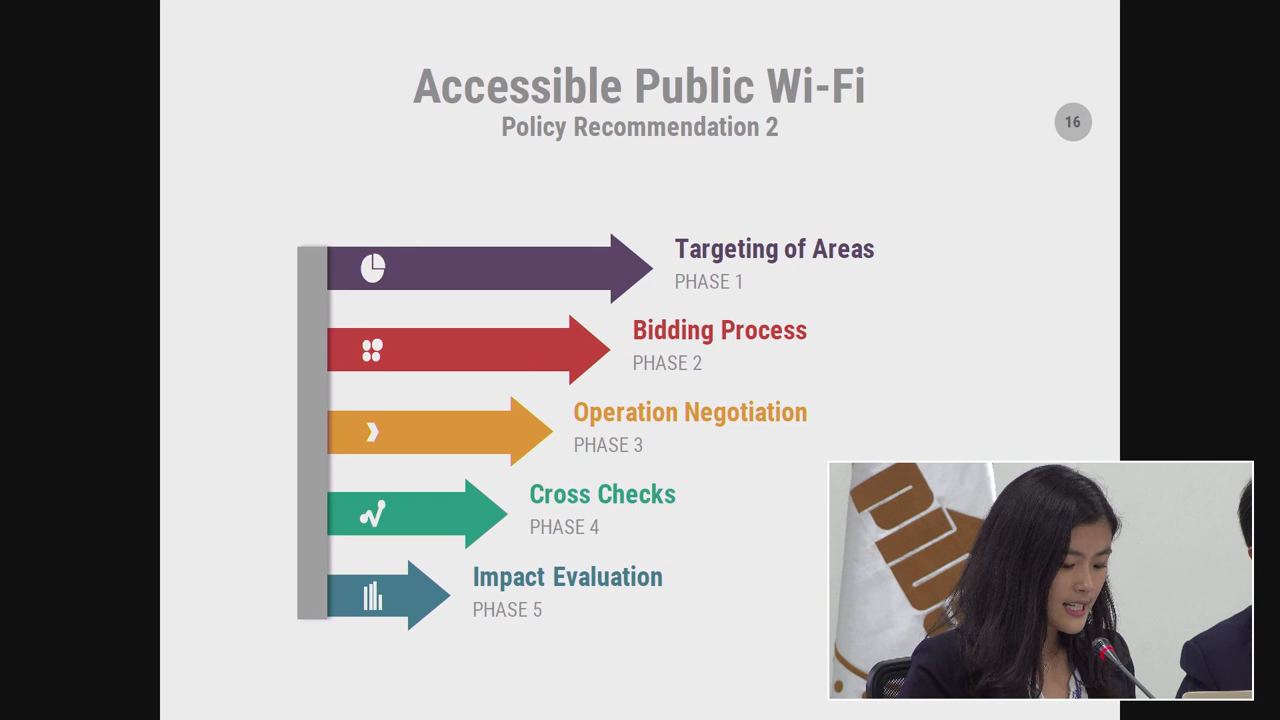 Accessible Public Wi-Fi
Policy Recommendation 2
16
Targeting of Areas
PHASE 1
Bidding Process
PHASE 2
Operation Negotiation
PHASE 3
Cross Checks
PHASE 4
Impact Evaluation
PHASE 5